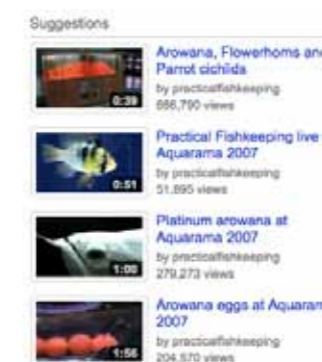 Suggestions
Arowana, Flowerhorns and
Parrot cichlids
by practicalfishkeeping
666,790 views
0:39
Practical Fishkeeping live
Aquarama 2007
by practicalfishkeeping
51,895 views
0:51
Platinum arowana at
Aquarama 2007
by practicalfishkeeping
279,273 views
1:00
Arowana eggs at Aquaram
2007
by practicalfishkeeping
204,570 views
1:56